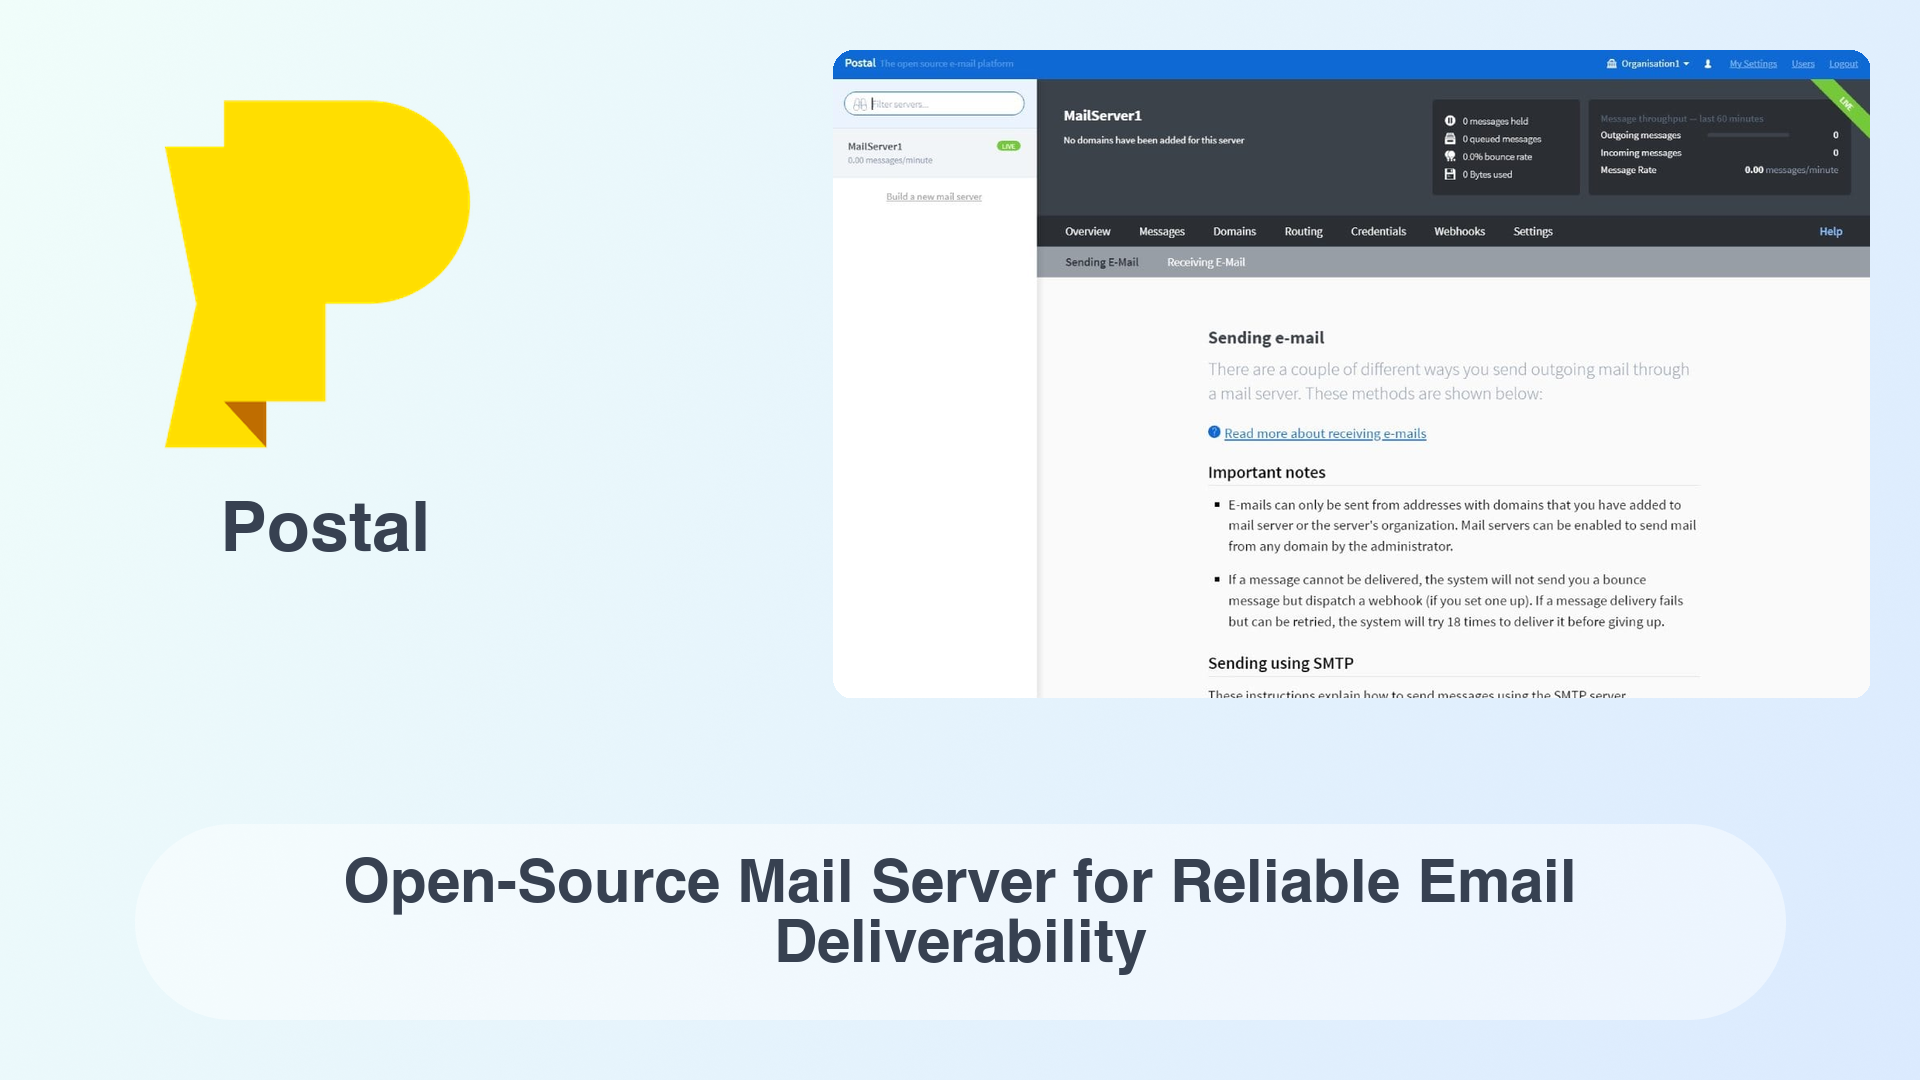 Postal
Postal The open source e-mail platform
Organisation1 My Settings Users Logout
Filter servers...
MailServer1 LIVE
0.00 messages/minute
Build a new mail server
MailServer1
No domains have been added for this server
0 messages held
0 queued messages
0.0% bounce rate
0 Bytes used
Message throughput — last 60 minutes
Outgoing messages 0
Incoming messages 0
Message Rate 0.00 messages/minute
LIVE
Overview Messages Domains Routing Credentials Webhooks Settings Help
Sending E-Mail Receiving E-Mail
Sending e-mail
There are a couple of different ways you send outgoing mail through
a mail server. These methods are shown below:
Read more about receiving e-mails
Important notes
E-mails can only be sent from addresses with domains that you have added to
mail server or the server's organization. Mail servers can be enabled to send mail
from any domain by the administrator.
If a message cannot be delivered, the system will not send you a bounce
message but dispatch a webhook (if you set one up). If a message delivery fails
but can be retried, the system will try 18 times to deliver it before giving up.
Sending using SMTP
These instructions explain how to send messages using the SMTP server.
Open-Source Mail Server for Reliable Email
Deliverability